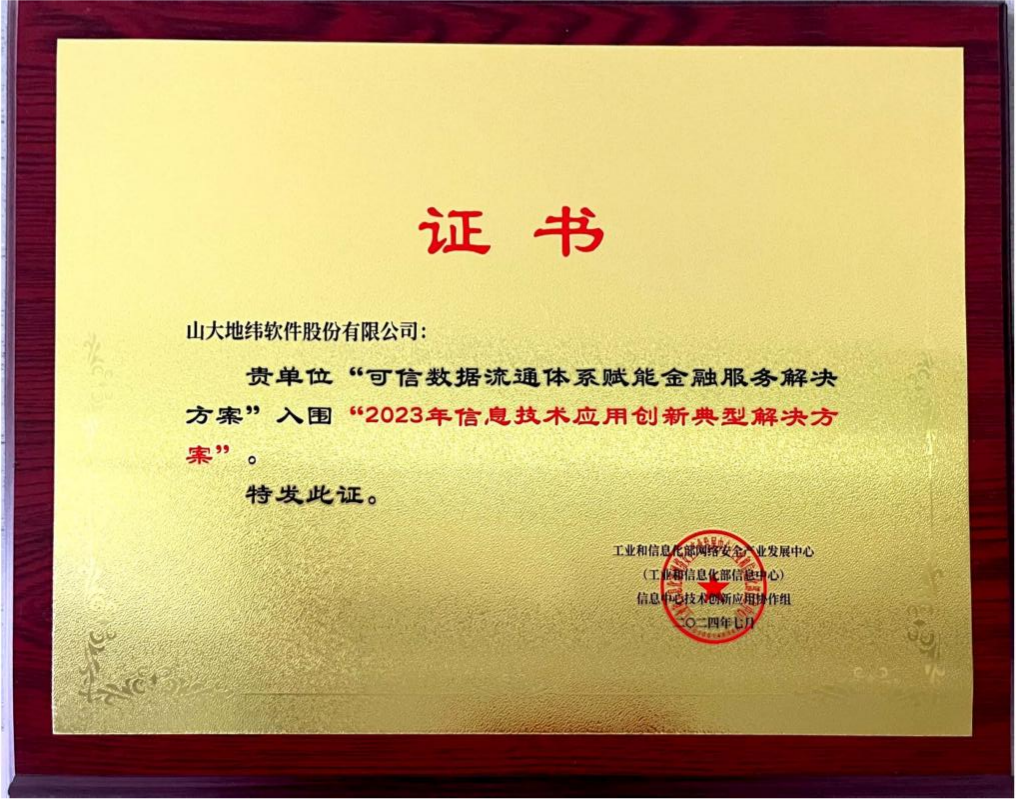 证书
山大地纬软件股份有限公司：
贵单位“可信数据流通体系赋能金融服务解决
方案”入围“2023年信息技术应用创新典型解决方
案”。
特发此证。
工业和信息化部网络安全产业发展中心
（工业和信息化部信息中心）
信息中心技术创新应用协作组
二〇二四年七月